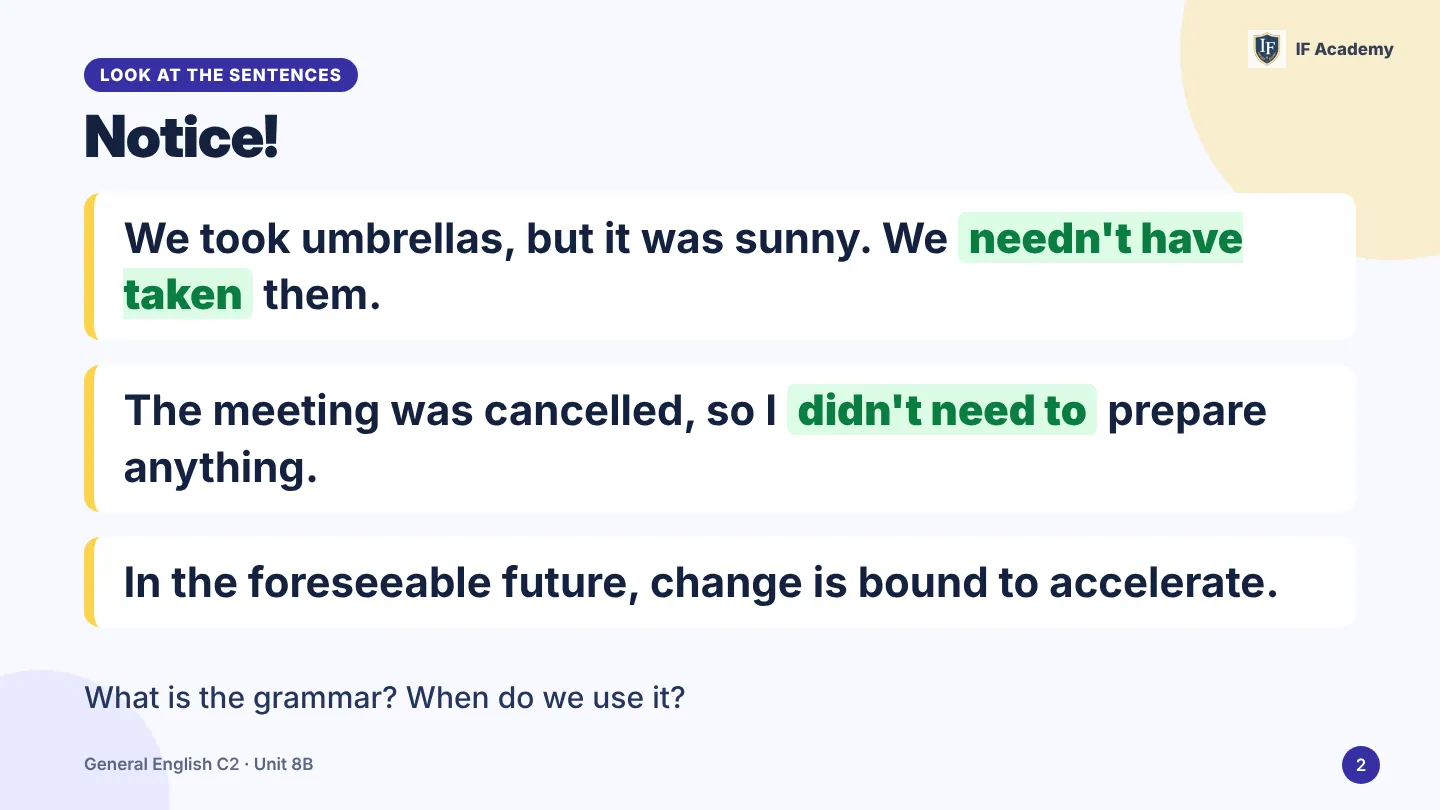 IF Academy
LOOK AT THE SENTENCES
Notice!
We took umbrellas, but it was sunny. We needn't have
taken them.
The meeting was cancelled, so I didn't need to prepare
anything.
In the foreseeable future, change is bound to accelerate.
What is the grammar? When do we use it?
General English C2 · Unit 8B
2